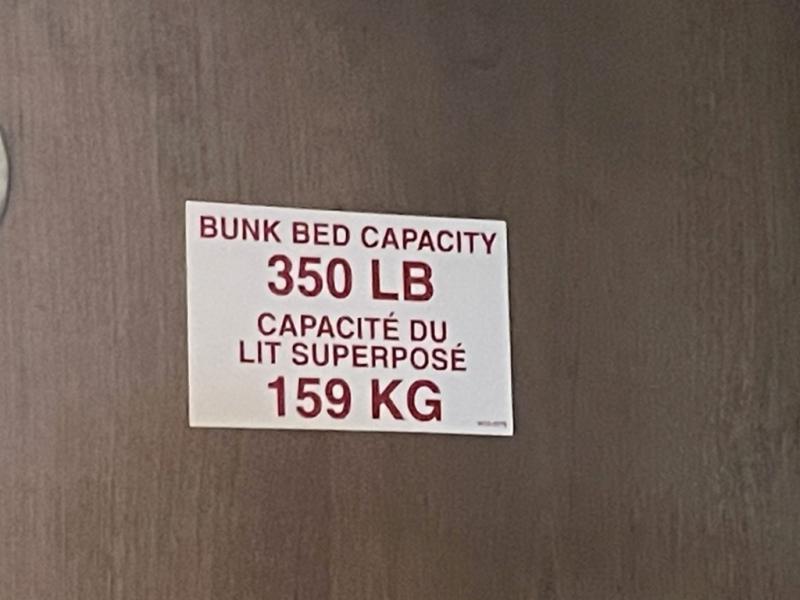 BUNK BED CAPACITY
350 LB
CAPACITÉ DU
LIT SUPERPOSÉ
159 KG